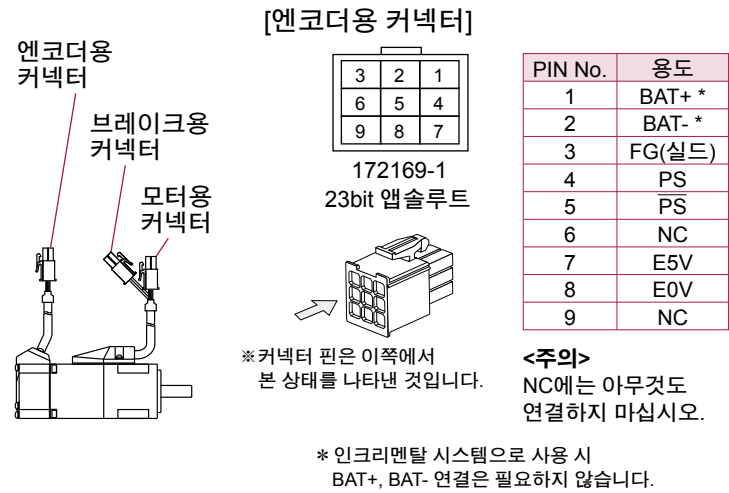 [엔코더용 커넥터]
엔코더용
커넥터
브레이크용
커넥터
모터용
커넥터
3 2 1
6 5 4
9 8 7
172169-1
23bit 앱솔루트
※커넥터 핀은 이쪽에서
본 상태를 나타낸 것입니다.
PIN No. 용도
1 BAT+ *
2 BAT- *
3 FG(실드)
4 PS
5 P̅S̅
6 NC
7 E5V
8 E0V
9 NC
<주의>
NC에는 아무것도
연결하지 마십시오.
* 인크리멘탈 시스템으로 사용 시
BAT+, BAT- 연결은 필요하지 않습니다.